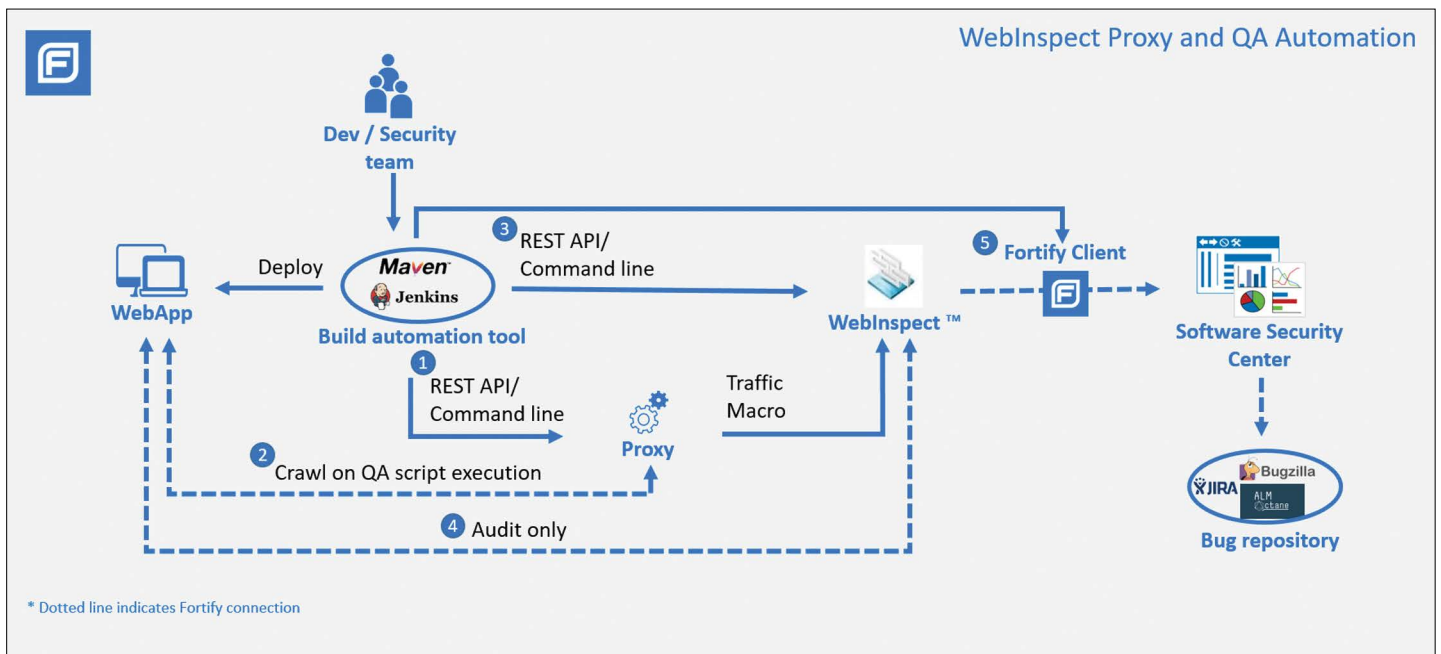 WebInspect Proxy and QA Automation
F
Dev / Security
team
3
REST API/
Command line
5
Fortify Client
F
Deploy
Maven™
Jenkins
WebApp
Build automation tool
WebInspect ™
Software Security
Center
1
REST API/
Command line
Traffic
Macro
Proxy
2
Crawl on QA script execution
4
Audit only
Bugzilla
JIRA
ALM
Octane
Bug repository
* Dotted line indicates Fortify connection